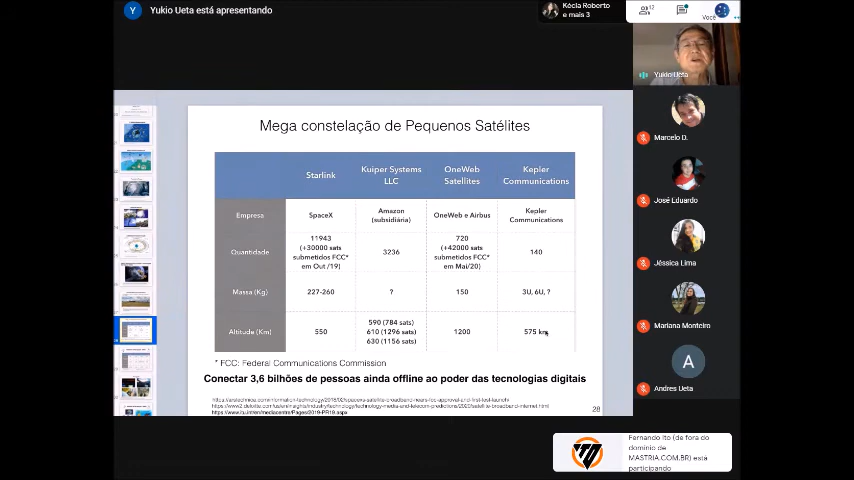 Y Yukio Ueta está apresentando
Kécia Roberto
e mais 3
12
Você
Yukio Ueta
Marcelo D.
José Eduardo
Jéssica Lima
Mariana Monteiro
A
Andres Ueta
Mega constelação de Pequenos Satélites
Starlink
Kuiper Systems
LLC
OneWeb
Satellites
Kepler
Communications
Empresa
SpaceX
Amazon
(subsidiária)
OneWeb e Airbus
Kepler
Communications
Quantidade
11943
(+30000 sats
submetidos FCC*
em Out /19)
3236
720
(+42000 sats
submetidos FCC*
em Mai/20)
140
Massa (Kg)
227-260
?
150
3U, 6U, ?
Altitude (Km)
550
590 (784 sats)
610 (1296 sats)
630 (1156 sats)
1200
575 km
* FCC: Federal Communications Commission
Conectar 3,6 bilhões de pessoas ainda offline ao poder das tecnologias digitais
28
Fernando Ito (de fora do
domínio de
MASTRIA.COM.BR) está
participando